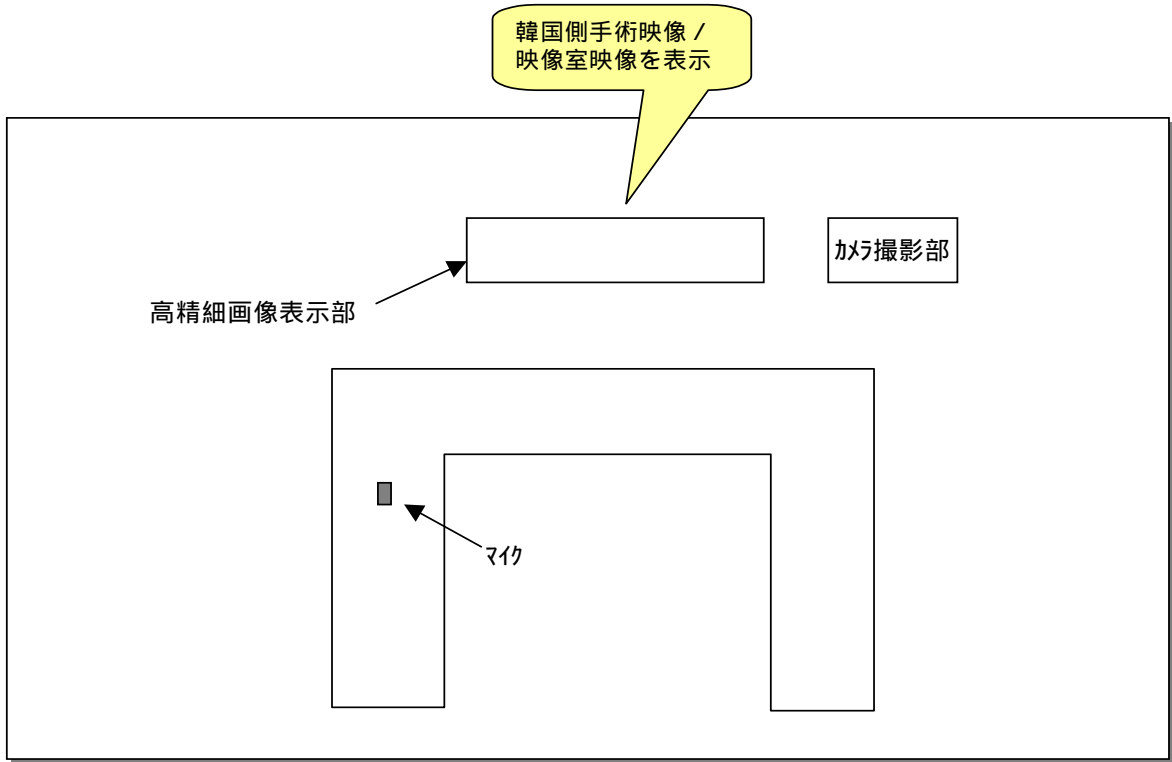 韓国側手術映像/
映像室映像を表示
ｶﾒﾗ撮影部
高精細画像表示部
ﾏｲｸ